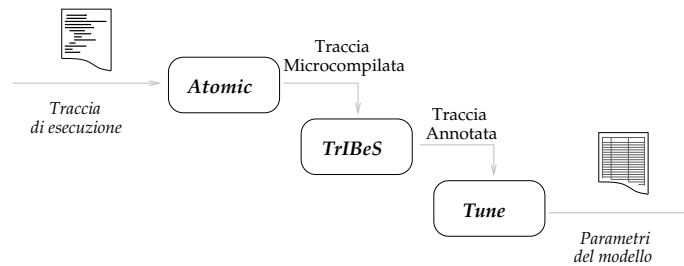 Traccia
di esecuzione
Atomic
Traccia
Microcompilata
TrIBeS
Traccia
Annotata
Tune
Parametri
del modello